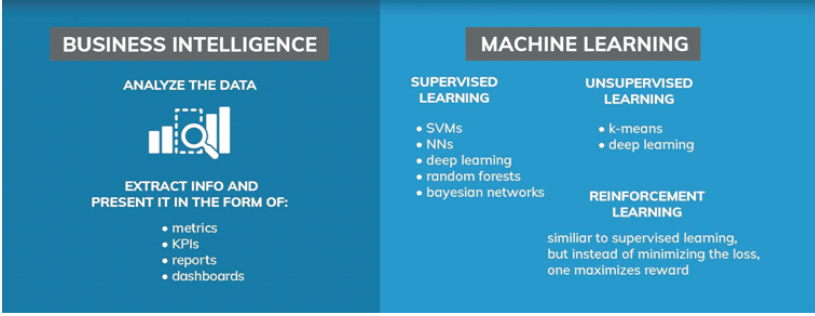 BUSINESS INTELLIGENCE
ANALYZE THE DATA
EXTRACT INFO AND
PRESENT IT IN THE FORM OF:
• metrics
• KPIs
• reports
• dashboards
MACHINE LEARNING
SUPERVISED
LEARNING
• SVMs
• NNs
• deep learning
• random forests
• bayesian networks
UNSUPERVISED
LEARNING
• k-means
• deep learning
REINFORCEMENT
LEARNING
similiar to supervised learning,
but instead of minimizing the loss,
one maximizes reward